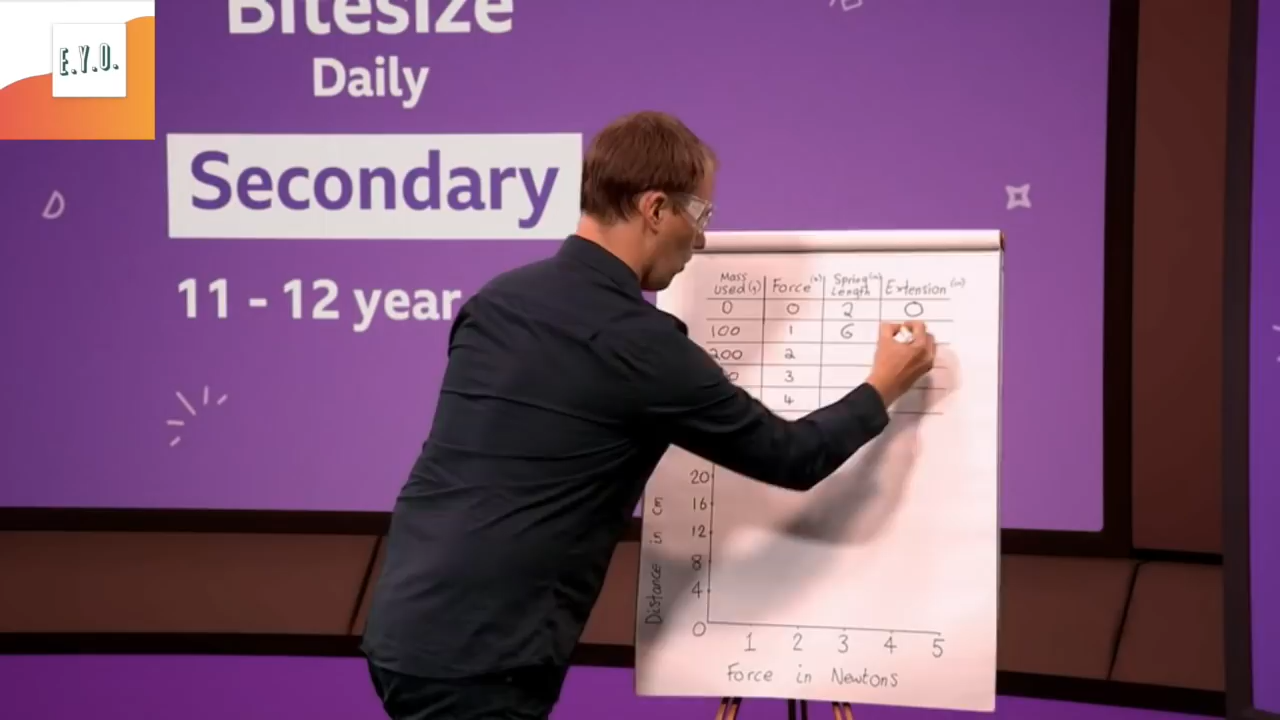 E.Y.O.
Bitesize
Daily
Secondary
11 - 12 year
Mass used(g) Force(N) Spring Length Extension
0 0 2 0
100 1 6
200 2
3
4
20
16
12
8
4
0
Distance in cm
1 2 3 4 5
Force in Newtons